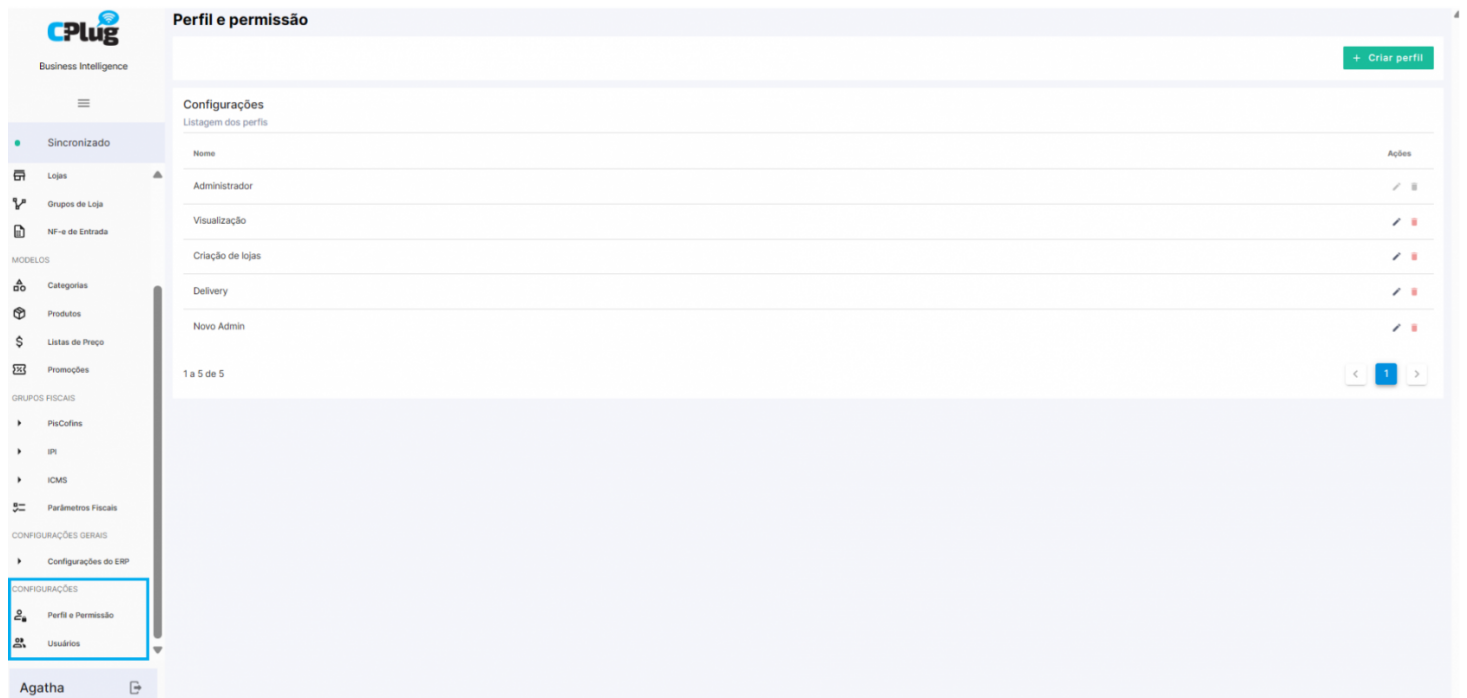 CPlug
Business Intelligence
Sincronizado
Lojas
Grupos de Loja
NF-e de Entrada
MODELOS
Categorias
Produtos
Listas de Preço
Promoções
GRUPOS FISCAIS
PisCofins
IPI
ICMS
Parâmetros Fiscais
CONFIGURAÇÕES GERAIS
Configurações do ERP
CONFIGURAÇÕES
Perfil e Permissão
Usuários
Agatha
Perfil e permissão
+ Criar perfil
Configurações
Listagem dos perfis
Nome Ações
Administrador
Visualização
Criação de lojas
Delivery
Novo Admin
1 a 5 de 5 < 1 >